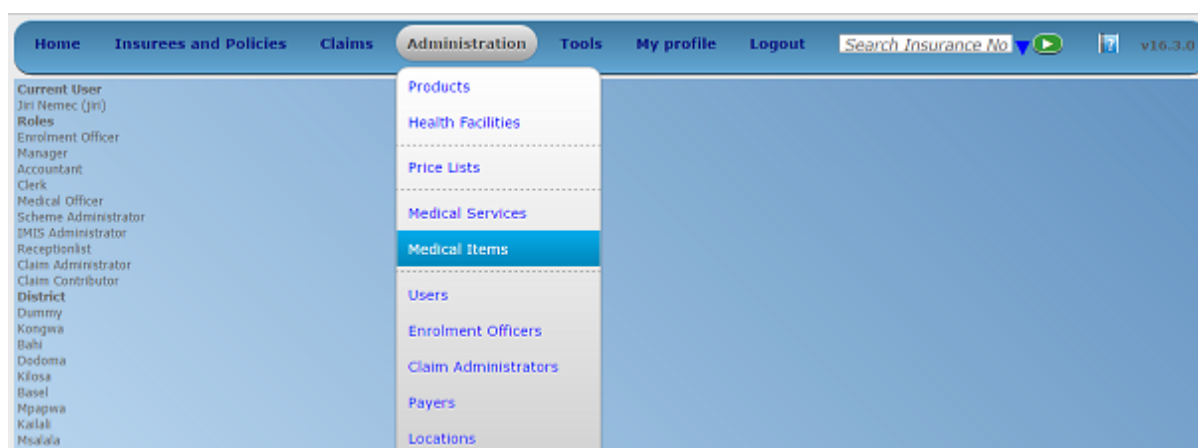 Home Insurees and Policies Claims Administration Tools My profile Logout Search Insurance No ? v16.3.0
Current User
Jiri Nemec (jiri)
Roles
Enrolment Officer
Manager
Accountant
Clerk
Medical Officer
Scheme Administrator
IMIS Administrator
Receptionlist
Claim Administrator
Claim Contributor
District
Dummy
Kongwa
Bahi
Dodoma
Kilosa
Basel
Mpapwa
Kailali
Msalala
Products
Health Facilities
Price Lists
Medical Services
Medical Items
Users
Enrolment Officers
Claim Administrators
Payers
Locations